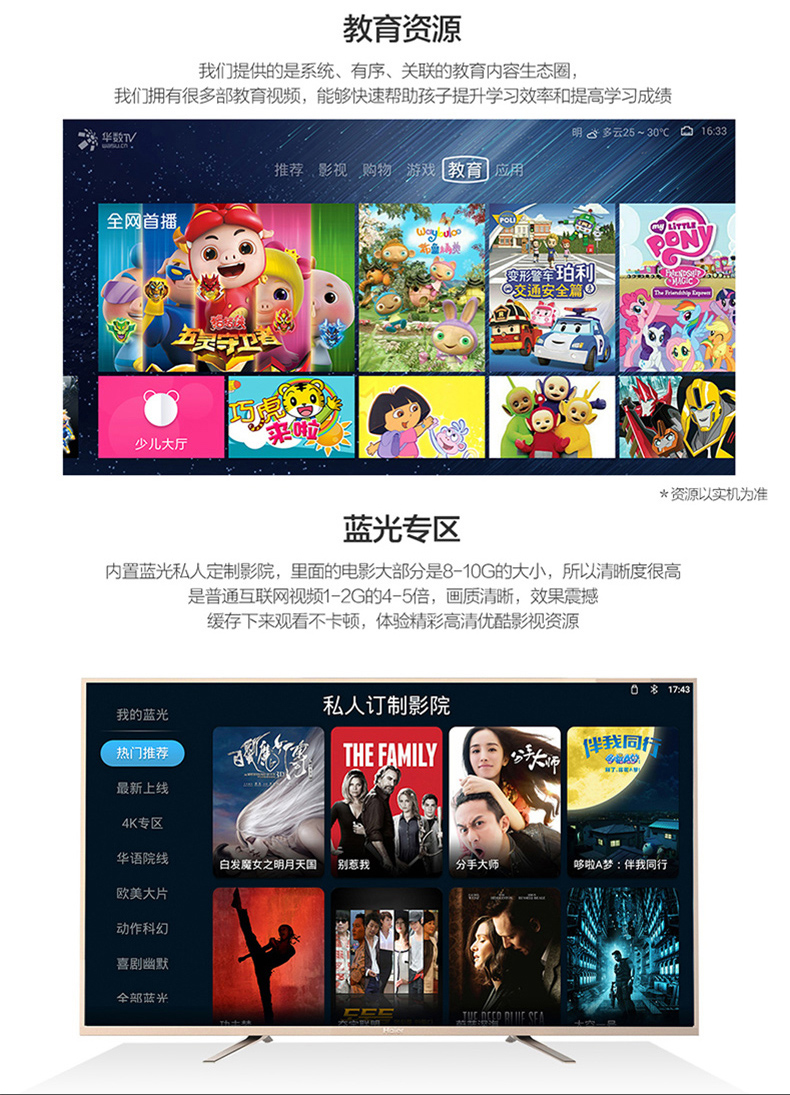 教育资源
我们提供的是系统、有序、关联的教育内容生态圈，
我们拥有很多部教育视频，能够快速帮助孩子提升学习效率和提高学习成绩
华数TV
wasu.cn
明 多云25 ~ 30℃ 16:33
推荐 影视 购物 游戏 教育 应用
全网首播
五灵守卫者
Waybuloo
POLI
变形警车珀利
交通安全篇
my LITTLE
PONY
FRIENDSHIP
MAGIC
The Friendship Express
少儿大厅
巧虎
来啦
＊资源以实机为准
蓝光专区
内置蓝光私人定制影院，里面的电影大部分是8-10G的大小，所以清晰度很高
是普通互联网视频1-2G的4-5倍，画质清晰，效果震撼
缓存下来观看不卡顿，体验精彩高清优酷影视资源
17:43
私人订制影院
我的蓝光
热门推荐
最新上线
4K专区
华语院线
欧美大片
动作科幻
喜剧幽默
全部蓝光
THE FAMILY
分手大师
伴我同行
哆啦A梦
白发魔女之明月天国
别惹我
分手大师
哆啦A梦：伴我同行
THE DEEP BLUE SEA
Haier